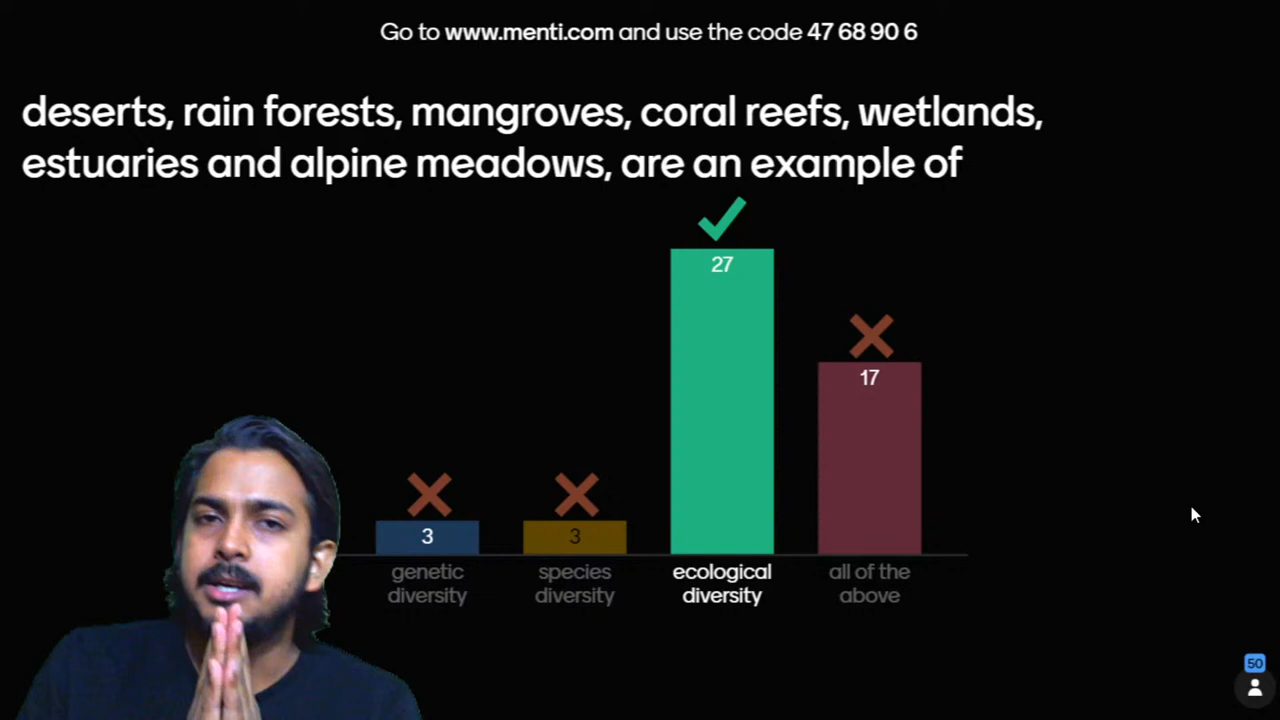 Go to www.menti.com and use the code 47 68 90 6
deserts, rain forests, mangroves, coral reefs, wetlands,
estuaries and alpine meadows, are an example of
27
17
3
3
genetic
diversity
species
diversity
ecological
diversity
all of the
above
50